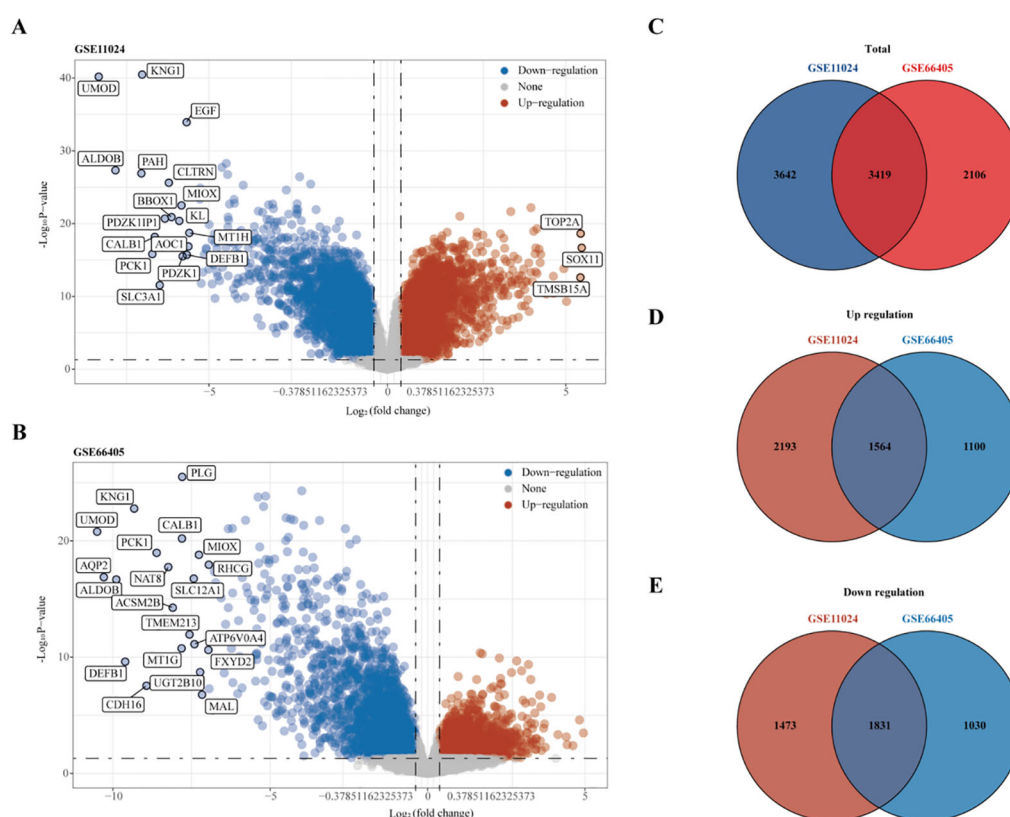 A
GSE11024
Down−regulation
None
Up−regulation
KNG1
UMOD
EGF
ALDOB
PAH
CLTRN
BBOX1
MIOX
PDZK1IP1
KL
CALB1
AOC1
MT1H
PCK1
PDZK1
DEFB1
SLC3A1
TOP2A
SOX11
TMSB15A
40
30
20
10
0
-Log₁₀P−value
−5
−0.37851162325373
0
0.37851162325373
5
Log₂(fold change)
B
GSE66405
Down−regulation
None
Up−regulation
PLG
KNG1
UMOD
CALB1
PCK1
MIOX
AQP2
RHCG
NAT8
ALDOB
SLC12A1
ACSM2B
TMEM213
ATP6V0A4
MT1G
FXYD2
DEFB1
UGT2B10
CDH16
MAL
20
10
0
-Log₁₀P−value
−10
−5
0.37851162325373
0
0.37851162325373
5
Log₂(fold change)
C
Total
GSE11024
GSE66405
3642
3419
2106
D
Up regulation
GSE11024
GSE66405
2193
1564
1100
E
Down regulation
GSE11024
GSE66405
1473
1831
1030